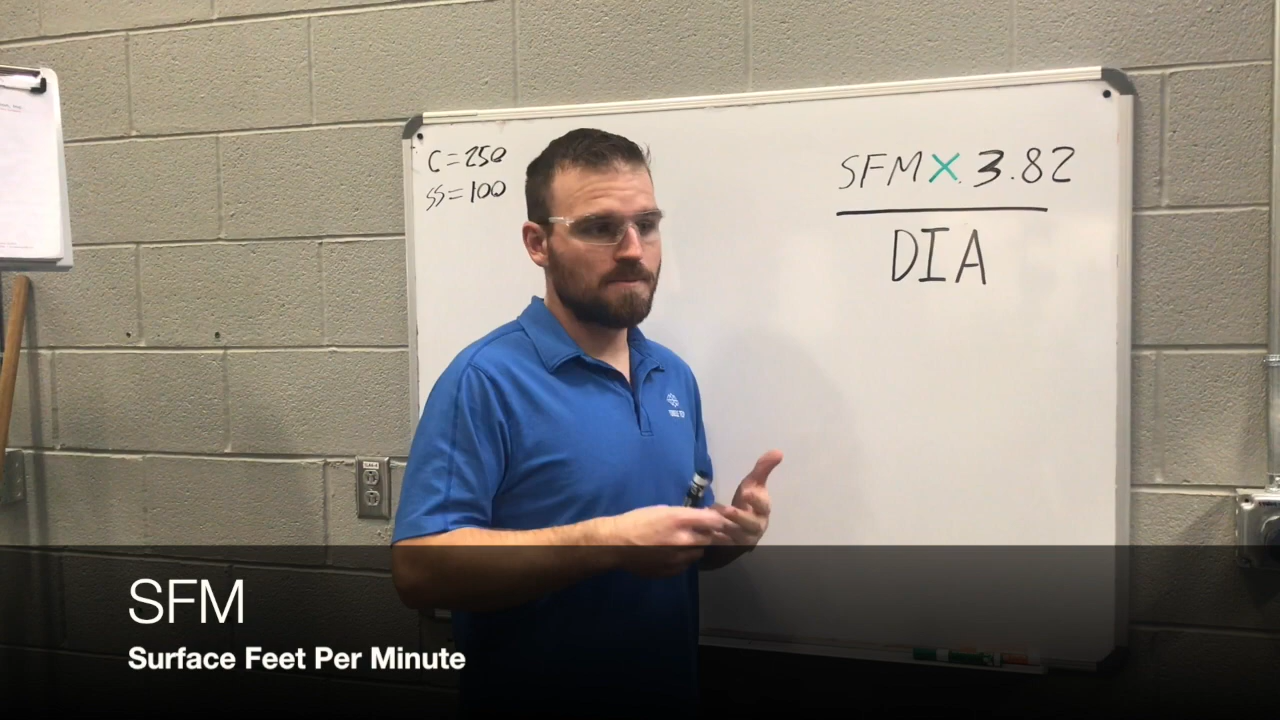 C=250
SS=100
SFM X 3.82
DIA
SFM
Surface Feet Per Minute